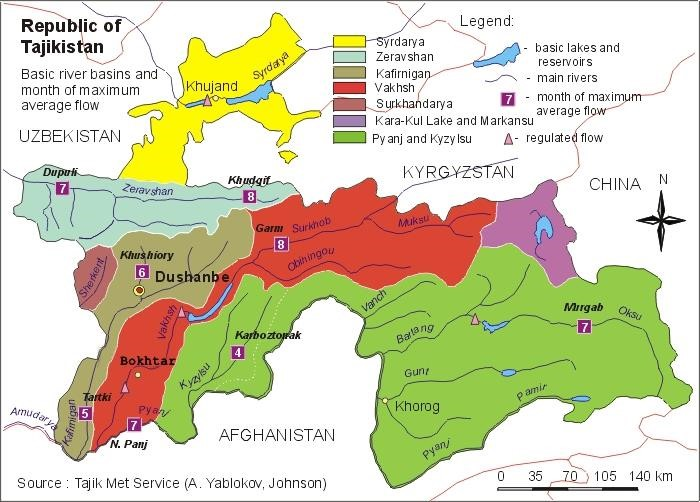 Republic of
Tajikistan
Basic river basins and
month of maximum
average flow
Syrdarya
Zeravshan
Kafirnigan
Vakhsh
Surkhandarya
Kara-Kul Lake and Markansu
Pyanj and Kyzylsu
Legend:
- basic lakes and
reservoirs
- main rivers
7 - month of maximum
average flow
- regulated flow
Khujand
Syrdarya
UZBEKISTAN
KYRGYZSTAN
CHINA
N
Dupuli
7
Zeravshan
Khudgif
8
Garm
8
Surkhob
Muksu
Obihingou
Sherkent
Khushiory
6
Dushanbe
Vakhsh
Karboztonak
4
Kyzylsu
Bokhtar
Tartki
5
Kafirnigan
Amudarya
Pyanj
7
N. Panj
Vanch
Bartang
Murgab
7
Oksu
Gunt
Pamir
Khorog
Pyanj
AFGHANISTAN
Source : Tajik Met Service (A. Yablokov, Johnson)
0 35 70 105 140 km